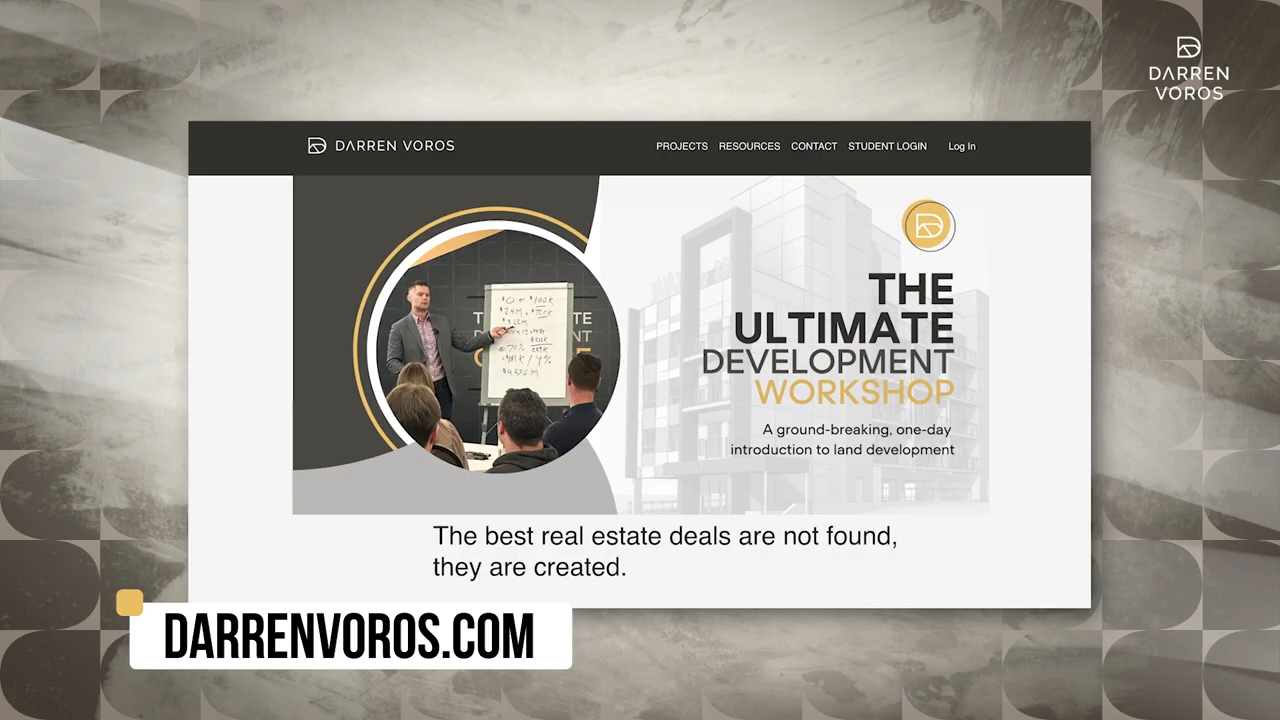 DARREN
VOROS
DARREN VOROS
PROJECTS RESOURCES CONTACT STUDENT LOGIN Log In
THE
ULTIMATE
DEVELOPMENT
WORKSHOP
A ground-breaking, one-day
introduction to land development
The best real estate deals are not found,
they are created.
DARRENVOROS.COM